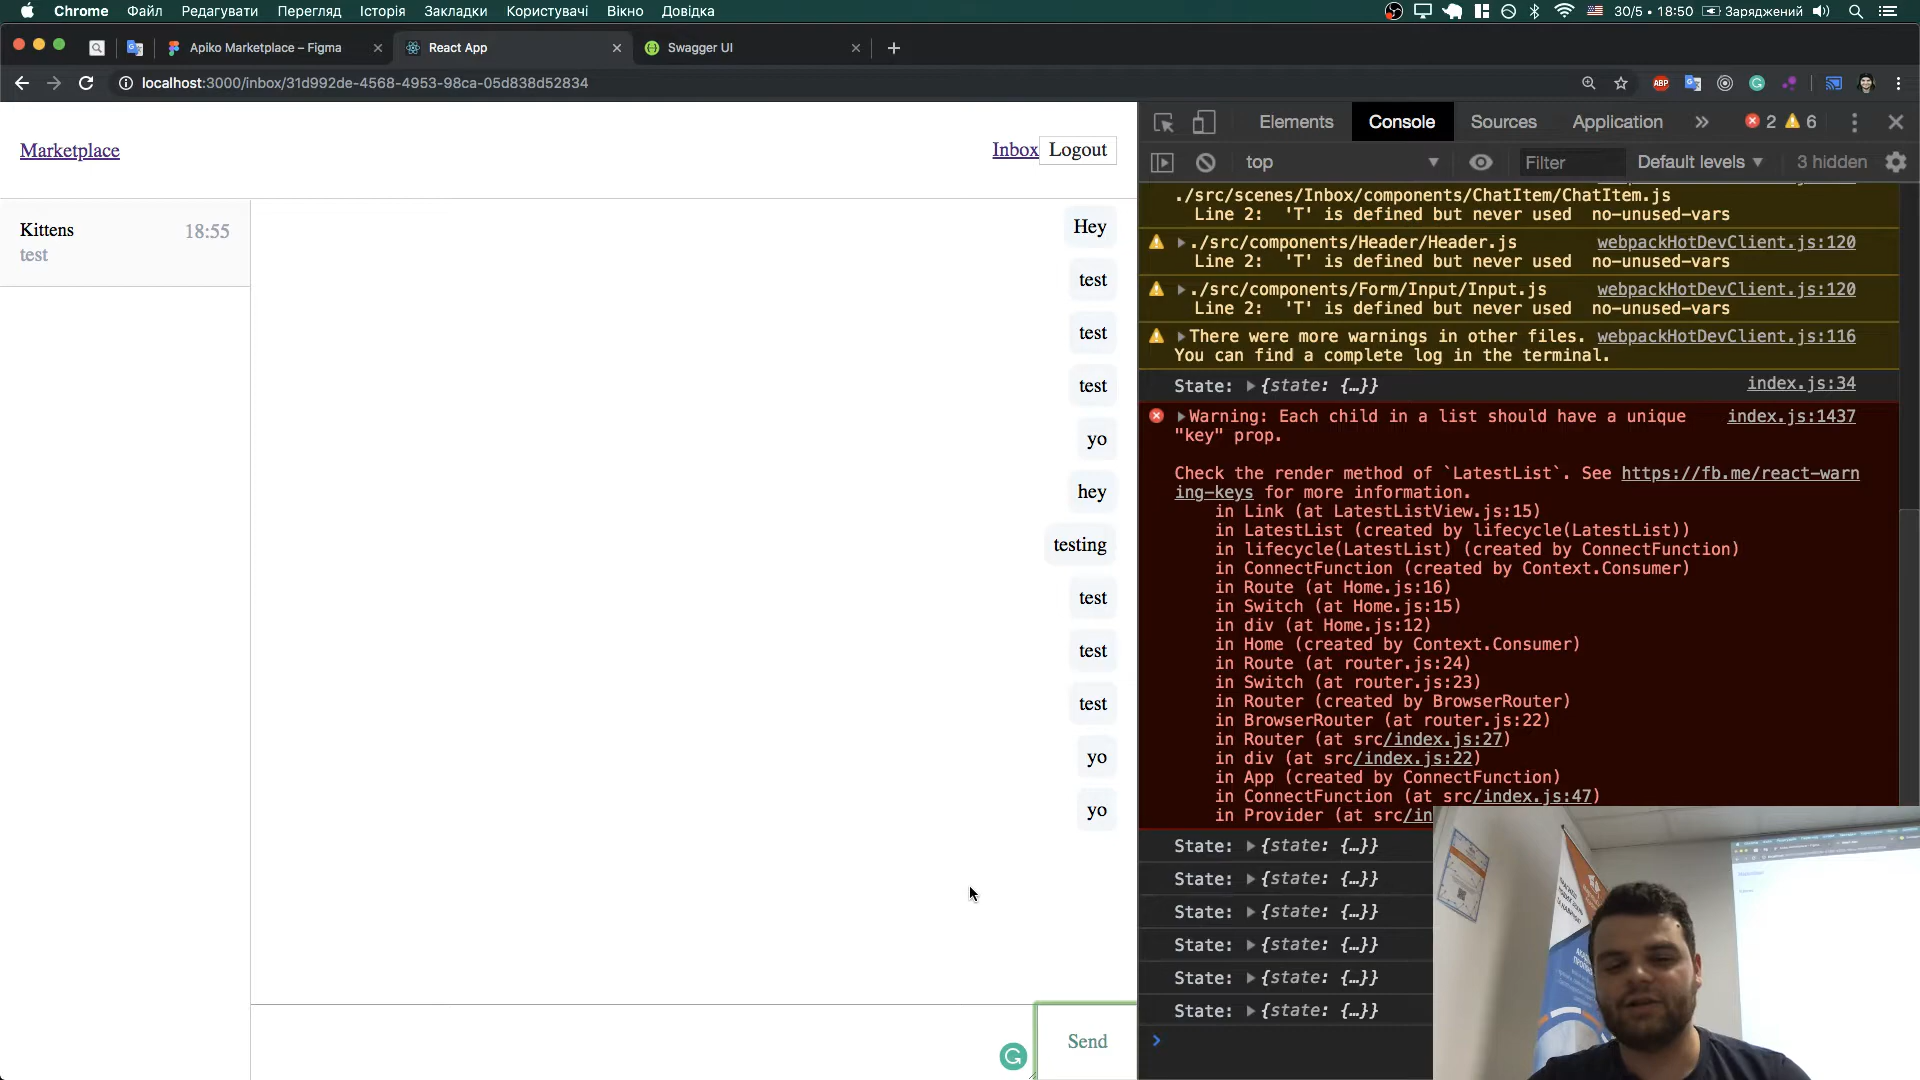 Chrome Файл Редагувати Перегляд Історія Закладки Користувачі Вікно Довідка 30/5 • 18:50 Заряджений
Apiko Marketplace – Figma React App Swagger UI
localhost:3000/inbox/31d992de-4568-4953-98ca-05d838d52834 ABP
Marketplace Inbox Logout
Kittens 18:55
test
Hey
test
test
test
yo
hey
testing
test
test
test
yo
yo
Send
Elements Console Sources Application » 2 6
top Filter Default levels ▼ 3 hidden
./src/scenes/Inbox/components/ChatItem/ChatItem.js
Line 2: 'T' is defined but never used no-unused-vars
./src/components/Header/Header.js webpackHotDevClient.js:120
Line 2: 'T' is defined but never used no-unused-vars
./src/components/Form/Input/Input.js webpackHotDevClient.js:120
Line 2: 'T' is defined but never used no-unused-vars
There were more warnings in other files. webpackHotDevClient.js:116
You can find a complete log in the terminal.
State: {state: {…}} index.js:34
Warning: Each child in a list should have a unique index.js:1437
"key" prop.
Check the render method of `LatestList`. See https://fb.me/react-warn
ing-keys for more information.
in Link (at LatestListView.js:15)
in LatestList (created by lifecycle(LatestList))
in lifecycle(LatestList) (created by ConnectFunction)
in ConnectFunction (created by Context.Consumer)
in Route (at Home.js:16)
in Switch (at Home.js:15)
in div (at Home.js:12)
in Home (created by Context.Consumer)
in Route (at router.js:24)
in Switch (at router.js:23)
in Router (created by BrowserRouter)
in BrowserRouter (at router.js:22)
in Router (at src/index.js:27)
in div (at src/index.js:22)
in App (created by ConnectFunction)
in ConnectFunction (at src/index.js:47)
in Provider (at src/in
State: {state: {…}}
State: {state: {…}}
State: {state: {…}}
State: {state: {…}}
State: {state: {…}}
State: {state: {…}}